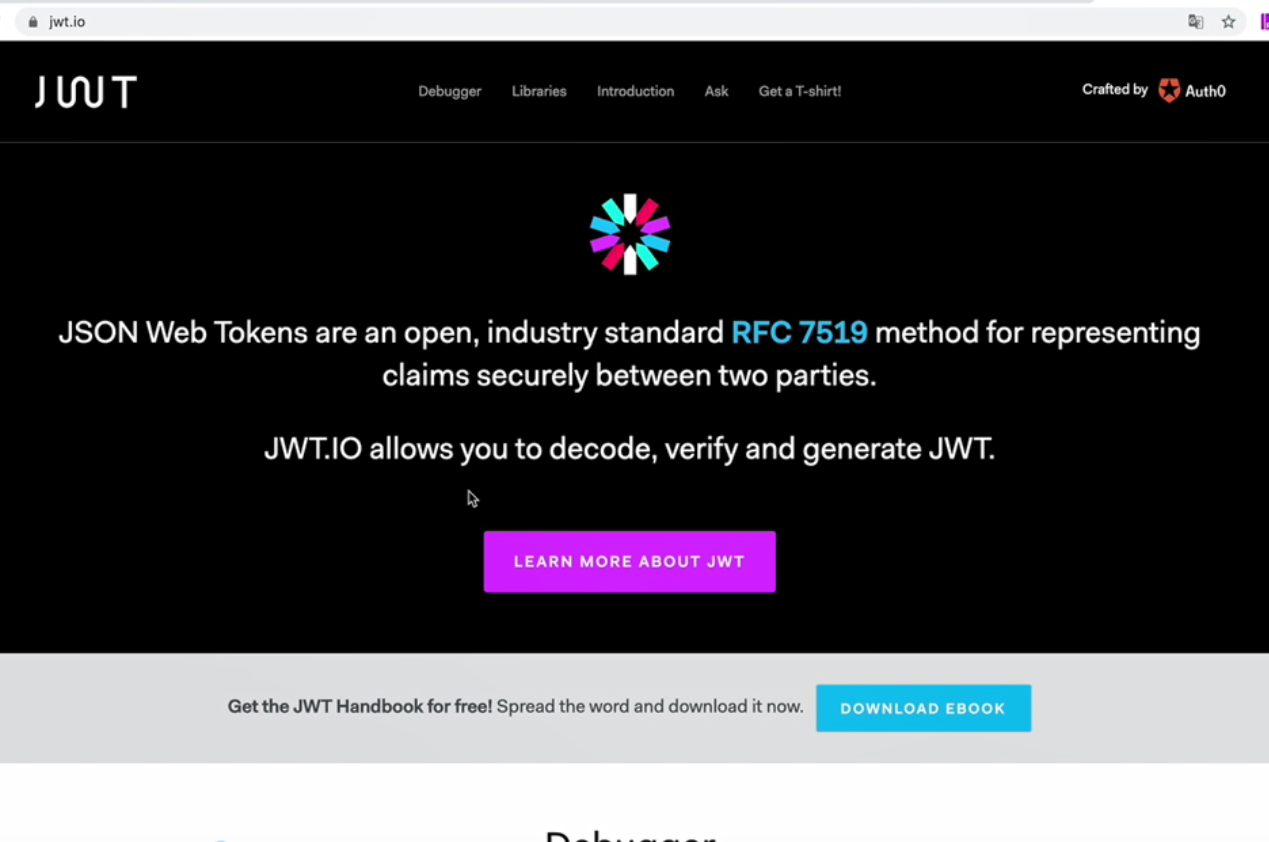 jwt.io
JWT
Debugger Libraries Introduction Ask Get a T-shirt!
Crafted by Auth0
JSON Web Tokens are an open, industry standard RFC 7519 method for representing
claims securely between two parties.
JWT.IO allows you to decode, verify and generate JWT.
LEARN MORE ABOUT JWT
Get the JWT Handbook for free! Spread the word and download it now.
DOWNLOAD EBOOK
Debugger